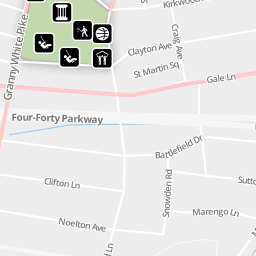 Kirkwood
Granny White Pike
Craig Ave
Clayton Ave
St Martin Sq
Gale Ln
Four-Forty Parkway
Battlefield Dr
Clifton Ln
Snowden Rd
Sutto
Marengo Ln
Noelton Ave
d Ln